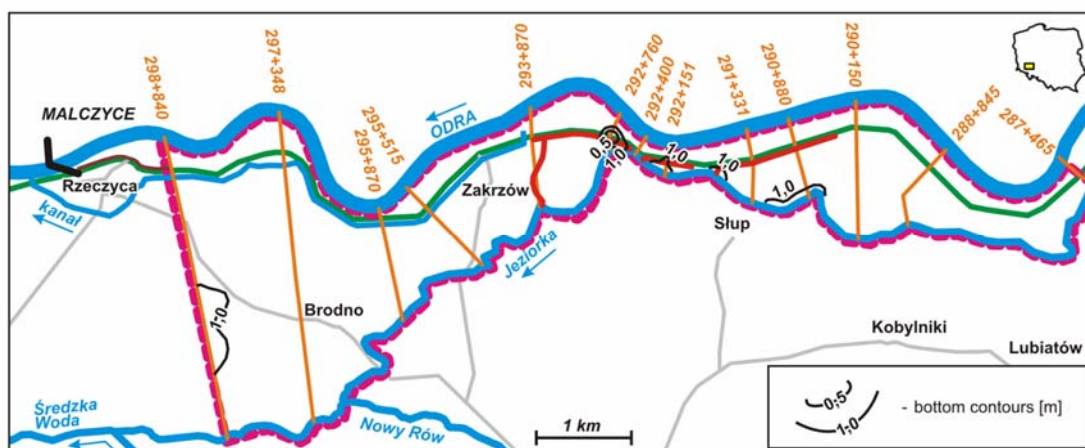 298+840
297+348
295+515
295+870
293+870
292+760
292+400
292+151
291+331
290+880
290+150
288+845
287+465
MALCZYCE
ODRA
Rzeczyca
kanał
Zakrzów
0,5
1,0
1,0
1,0
1,0
Słup
Jeziorka
1,0
Brodno
Kobylniki
Lubiatów
Średzka
Woda
Nowy Rów
1 km
0,5
1,0
- bottom contours [m]